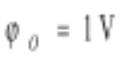 φ₀ = 1 V